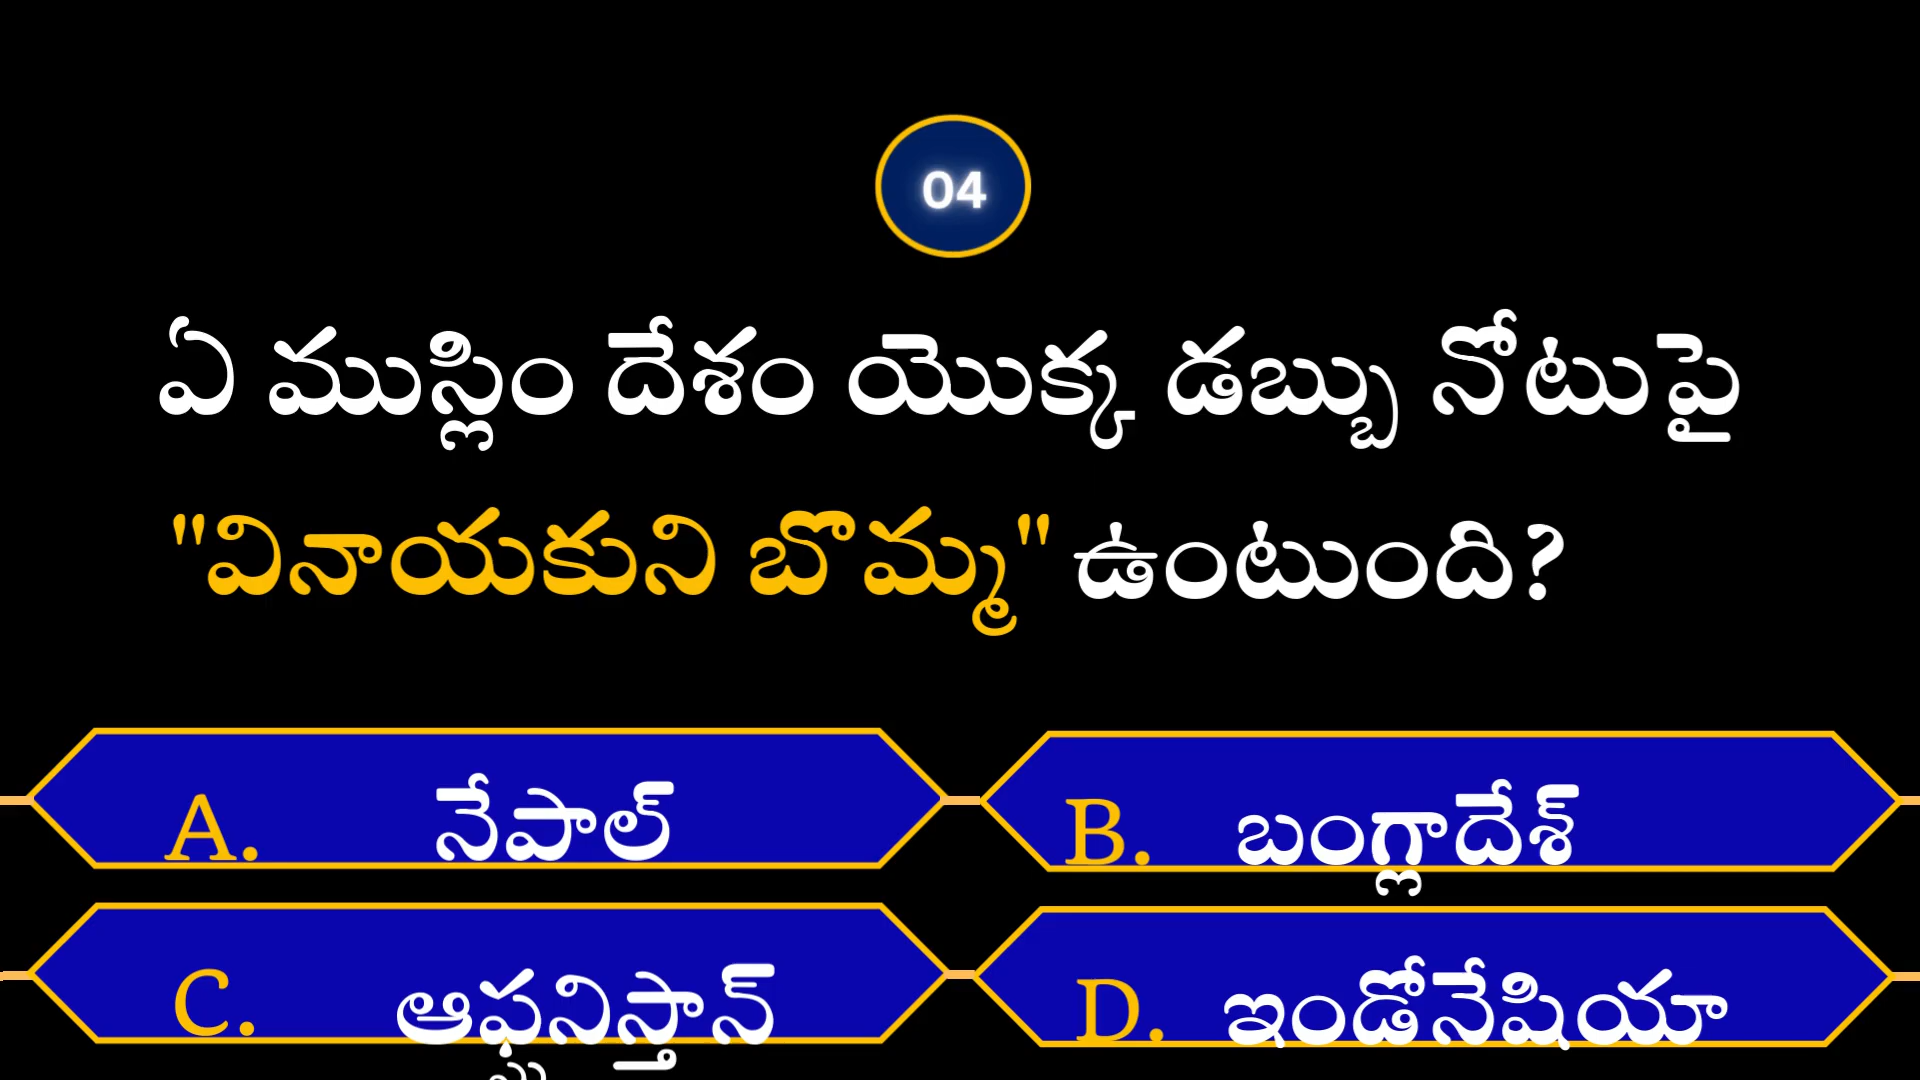 04
ఏ ముస్లిం దేశం యొక్క డబ్బు నోటుపై
"వినాయకుని బొమ్మ" ఉంటుంది?
A. నేపాల్
B. బంగ్లాదేశ్
C. ఆఫ్ఘనిస్తాన్
D. ఇండోనేషియా